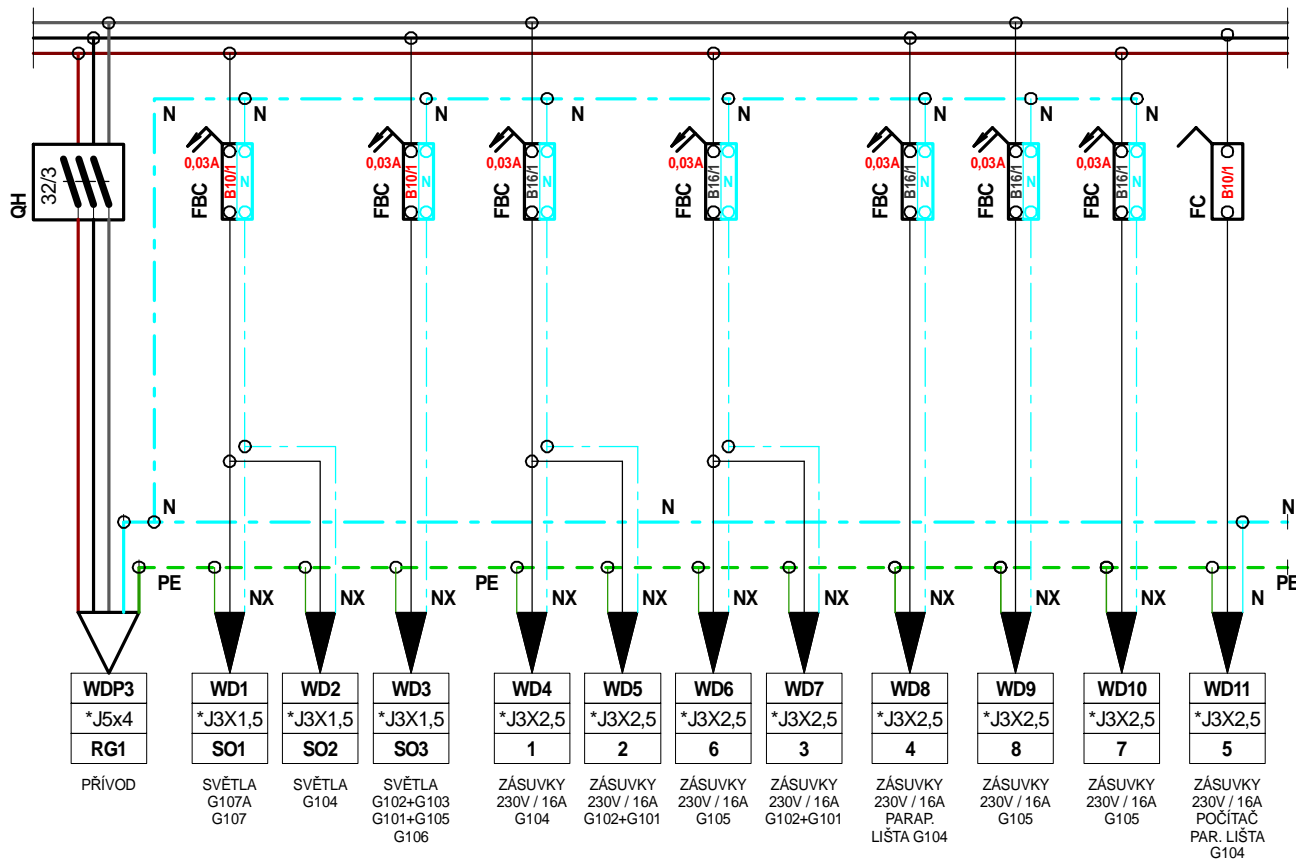 N N N N N N N N N
0,03A 0,03A 0,03A 0,03A 0,03A 0,03A 0,03A
QH 32/3
FBC B10/1 N
FBC B10/1 N
FBC B16/1 N
FBC B16/1 N
FBC B16/1 N
FBC B16/1 N
FBC B16/1 N
FC B10/1
N N N
PE PE PE
NX NX NX NX NX NX NX NX NX NX N
WDP3
*J5x4
RG1
PŘÍVOD
WD1
*J3X1,5
SO1
SVĚTLA
G107A
G107
WD2
*J3X1,5
SO2
SVĚTLA
G104
WD3
*J3X1,5
SO3
SVĚTLA
G102+G103
G101+G105
G106
WD4
*J3X2,5
1
ZÁSUVKY
230V / 16A
G104
WD5
*J3X2,5
2
ZÁSUVKY
230V / 16A
G102+G101
WD6
*J3X2,5
6
ZÁSUVKY
230V / 16A
G105
WD7
*J3X2,5
3
ZÁSUVKY
230V / 16A
G102+G101
WD8
*J3X2,5
4
ZÁSUVKY
230V / 16A
PARAP.
LIŠTA G104
WD9
*J3X2,5
8
ZÁSUVKY
230V / 16A
G105
WD10
*J3X2,5
7
ZÁSUVKY
230V / 16A
G105
WD11
*J3X2,5
5
ZÁSUVKY
230V / 16A
POČÍTAČ
PAR. LIŠTA
G104